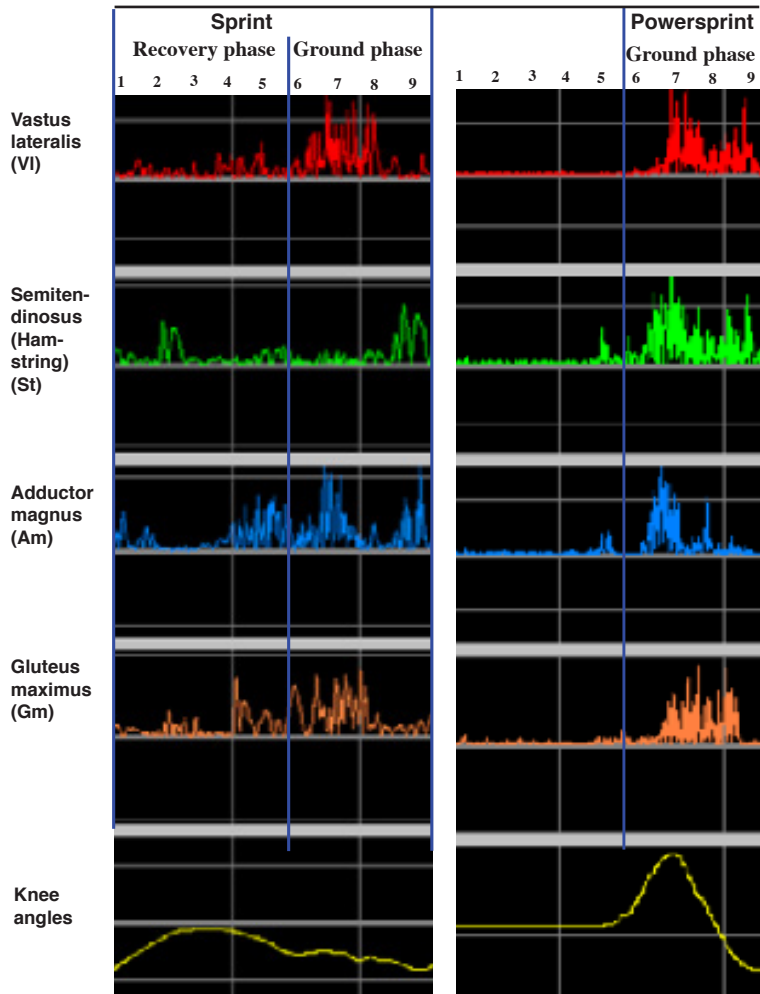 Sprint
Powersprint
Recovery phase
Ground phase
Ground phase
1 2 3 4 5 6 7 8 9
1 2 3 4 5 6 7 8 9
Vastus
lateralis
(Vl)
Semiten-
dinosus
(Ham-
string)
(St)
Adductor
magnus
(Am)
Gluteus
maximus
(Gm)
Knee
angles